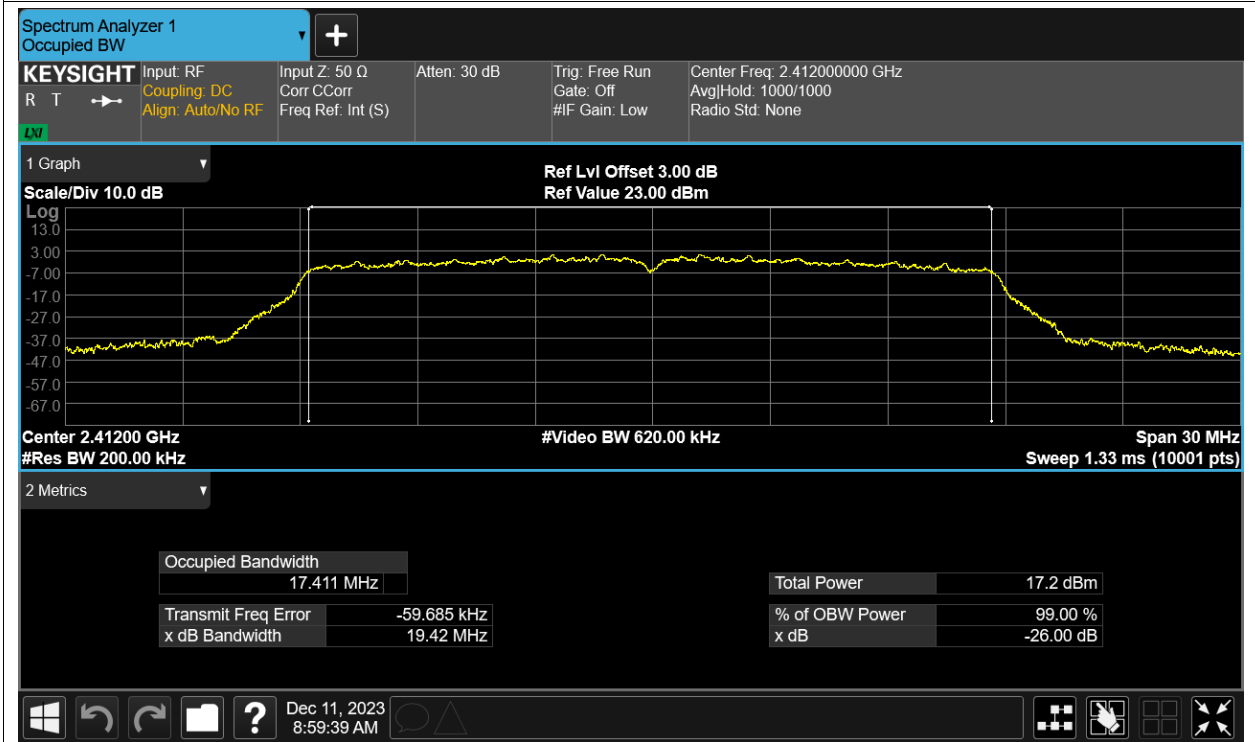 Spectrum Analyzer 1
Occupied BW
KEYSIGHT
R T
LXI
Input: RF
Coupling: DC
Align: Auto/No RF
Input Z: 50 Ω
Corr CCorr
Freq Ref: Int (S)
Atten: 30 dB
Trig: Free Run
Gate: Off
#IF Gain: Low
Center Freq: 2.412000000 GHz
Avg|Hold: 1000/1000
Radio Std: None
1 Graph
Scale/Div 10.0 dB
Ref Lvl Offset 3.00 dB
Ref Value 23.00 dBm
Log
13.0
3.00
-7.00
-17.0
-27.0
-37.0
-47.0
-57.0
-67.0
Center 2.41200 GHz
#Video BW 620.00 kHz
Span 30 MHz
#Res BW 200.00 kHz
Sweep 1.33 ms (10001 pts)
2 Metrics
Occupied Bandwidth
17.411 MHz
Total Power 17.2 dBm
Transmit Freq Error -59.685 kHz
% of OBW Power 99.00 %
x dB Bandwidth 19.42 MHz
x dB -26.00 dB
?
Dec 11, 2023
8:59:39 AM